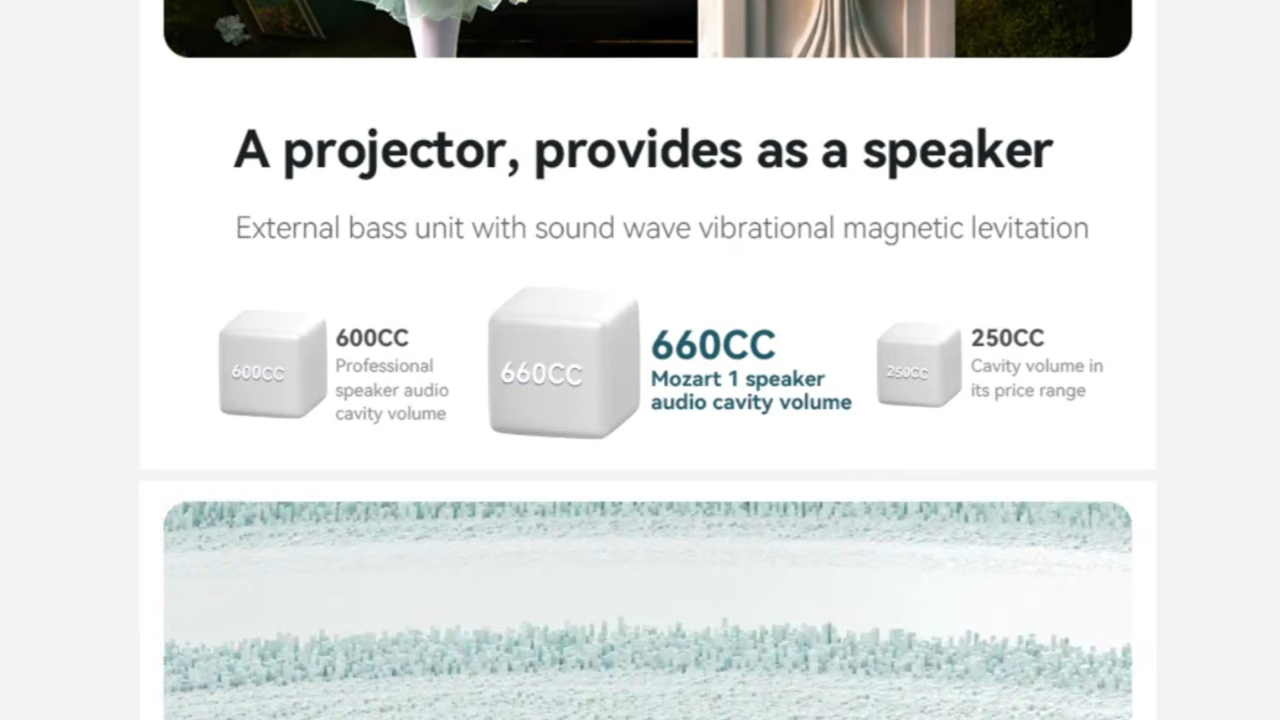 A projector, provides as a speaker
External bass unit with sound wave vibrational magnetic levitation
600CC
600CC
Professional
speaker audio
cavity volume
660CC
660CC
Mozart 1 speaker
audio cavity volume
250CC
250CC
Cavity volume in
its price range